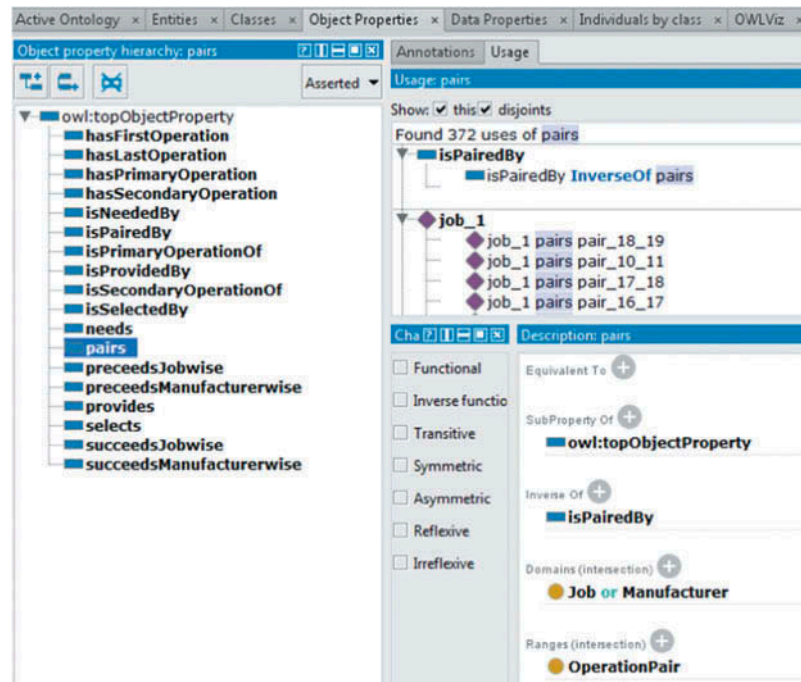 Active Ontology × Entities × Classes × Object Properties × Data Properties × Individuals by class × OWLViz ×
Object property hierarchy: pairs
Asserted
owl:topObjectProperty
hasFirstOperation
hasLastOperation
hasPrimaryOperation
hasSecondaryOperation
isNeededBy
isPairedBy
isPrimaryOperationOf
isProvidedBy
isSecondaryOperationOf
isSelectedBy
needs
pairs
preceedsJobwise
preceedsManufacturerwise
provides
selects
succeedsJobwise
succeedsManufacturerwise
Annotations Usage
Usage: pairs
Show: this disjoints
Found 372 uses of pairs
isPairedBy
isPairedBy InverseOf pairs
job_1
job_1 pairs pair_18_19
job_1 pairs pair_10_11
job_1 pairs pair_17_18
job_1 pairs pair_16_17
Cha
Functional
Inverse functio
Transitive
Symmetric
Asymmetric
Reflexive
Irreflexive
Description: pairs
Equivalent To
SubProperty Of
owl:topObjectProperty
Inverse Of
isPairedBy
Domains (intersection)
Job or Manufacturer
Ranges (intersection)
OperationPair